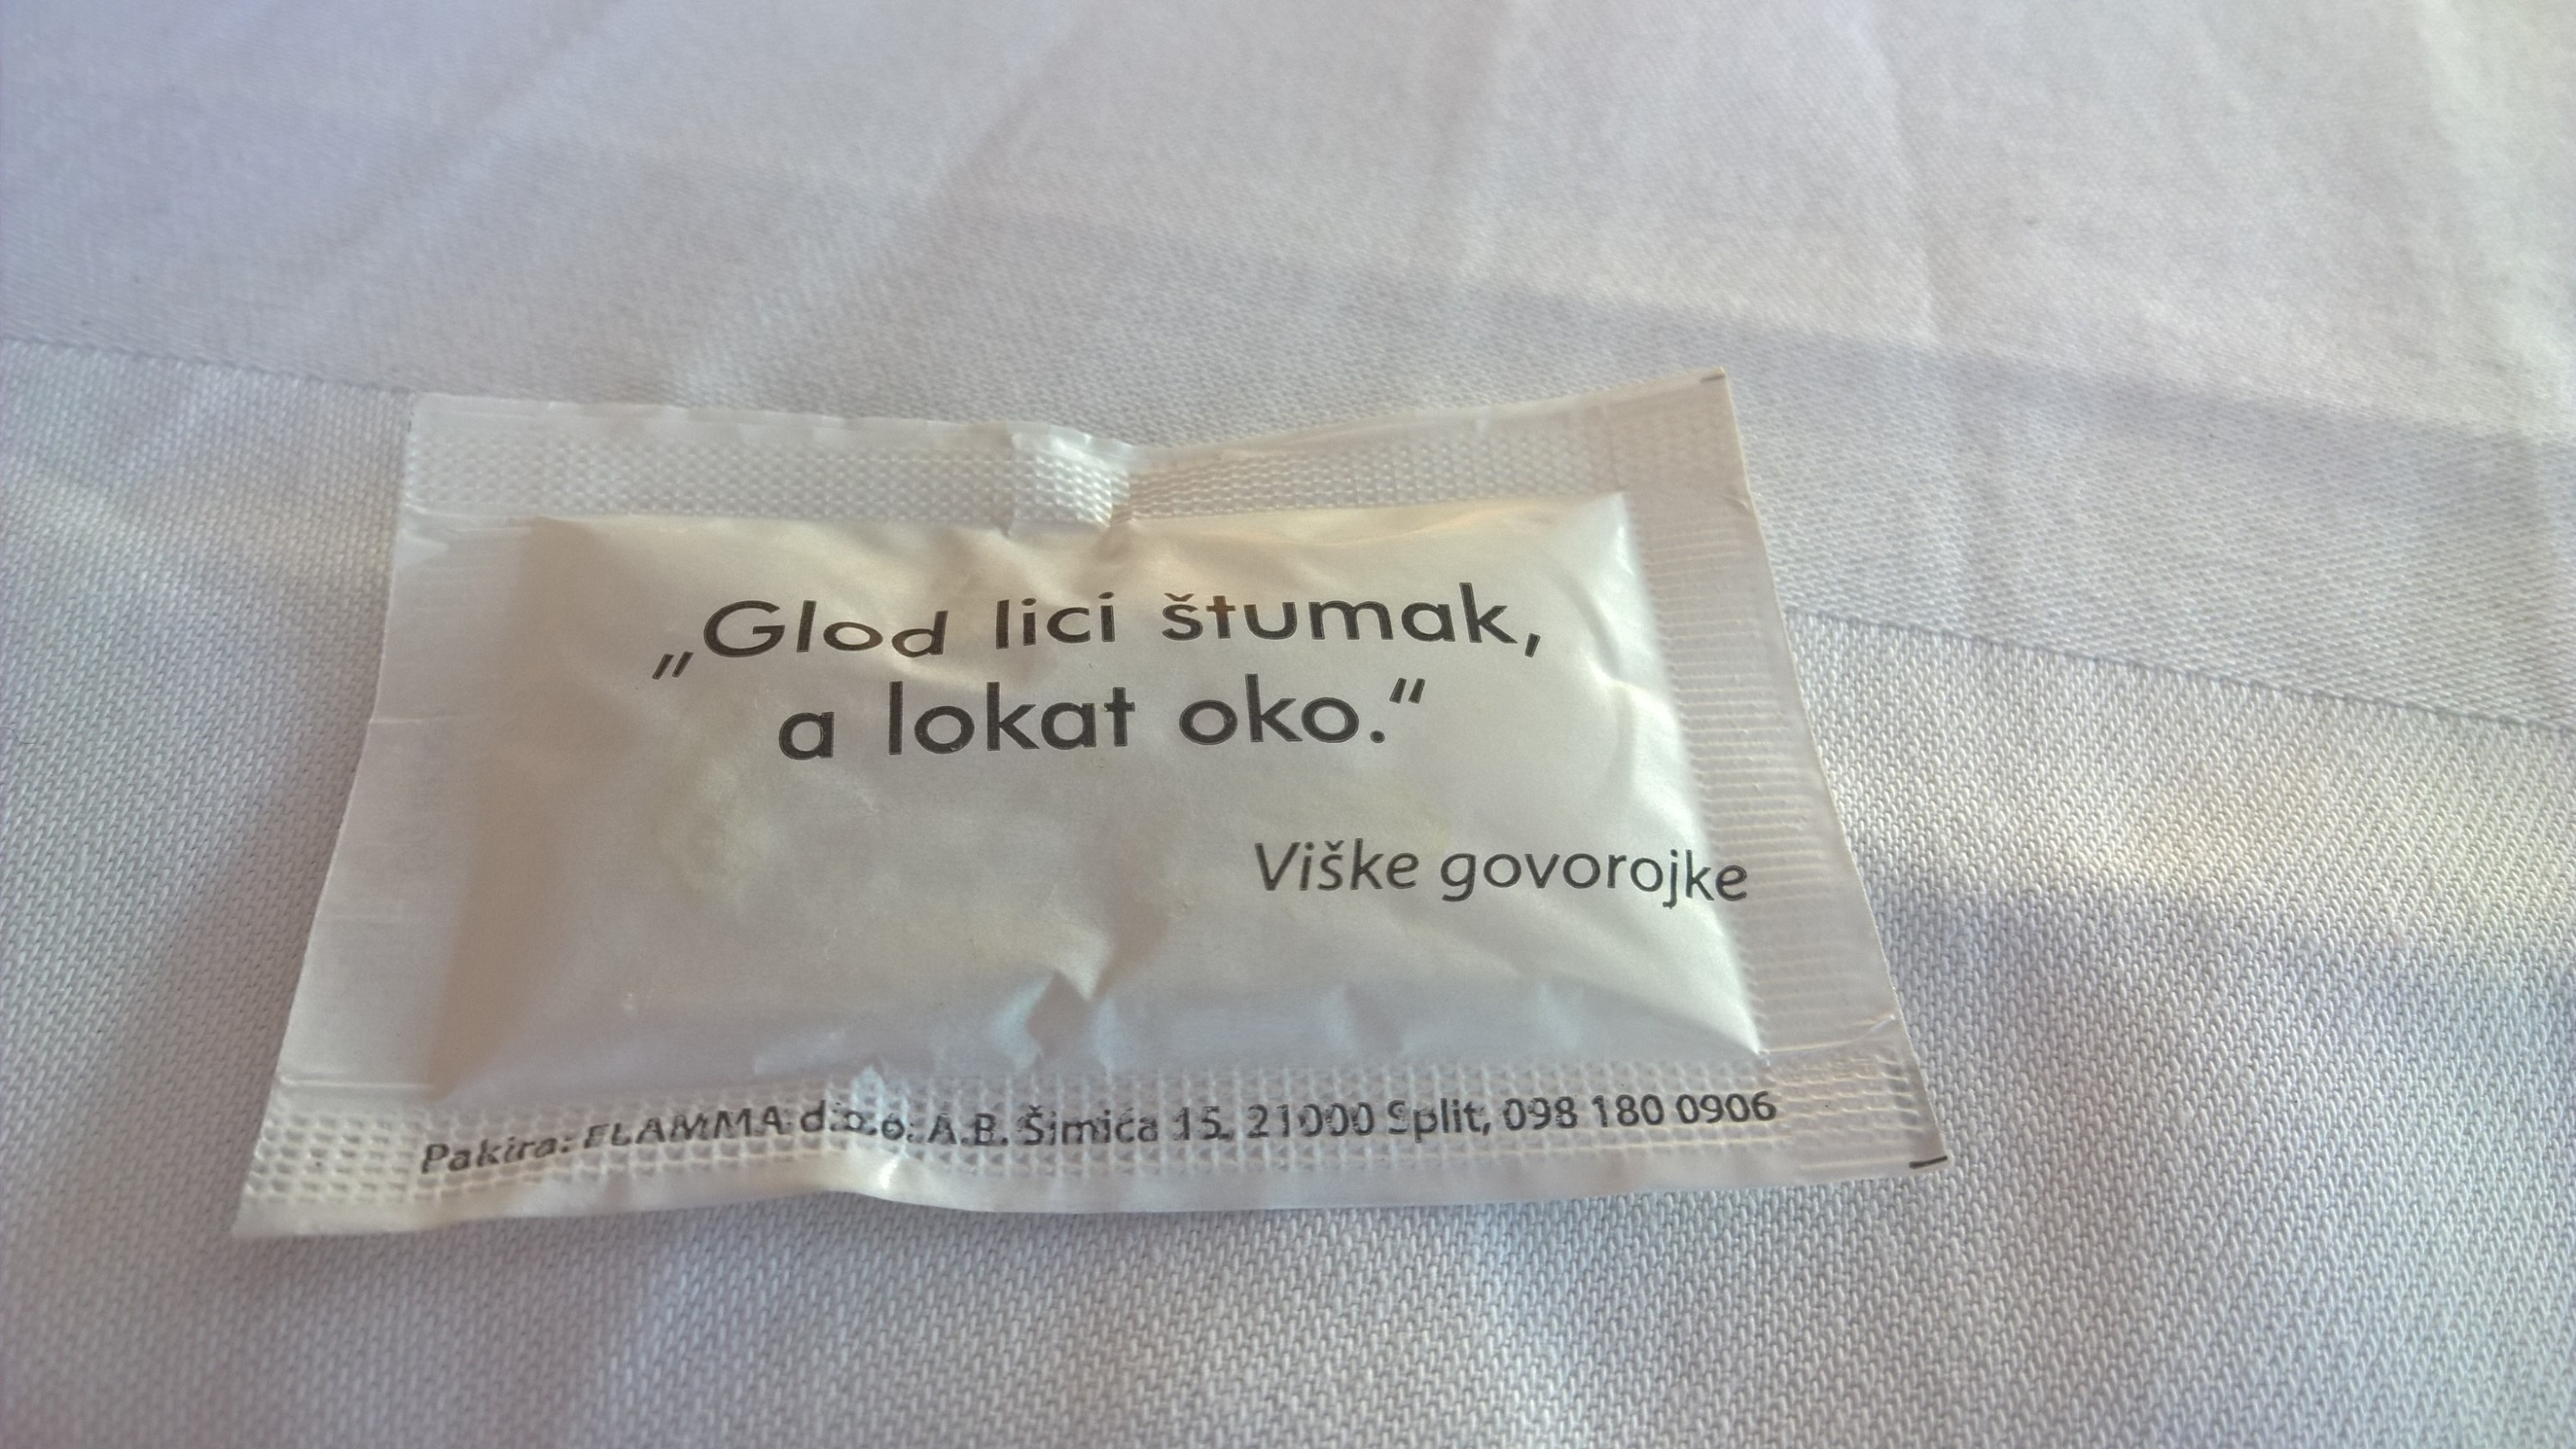 „Glod lici štumak,
a lokat oko.“
Viške govorojke
Pakira: FLAMMA d.o.o. A.B. Šimića 15, 21000 Split, 098 180 0906